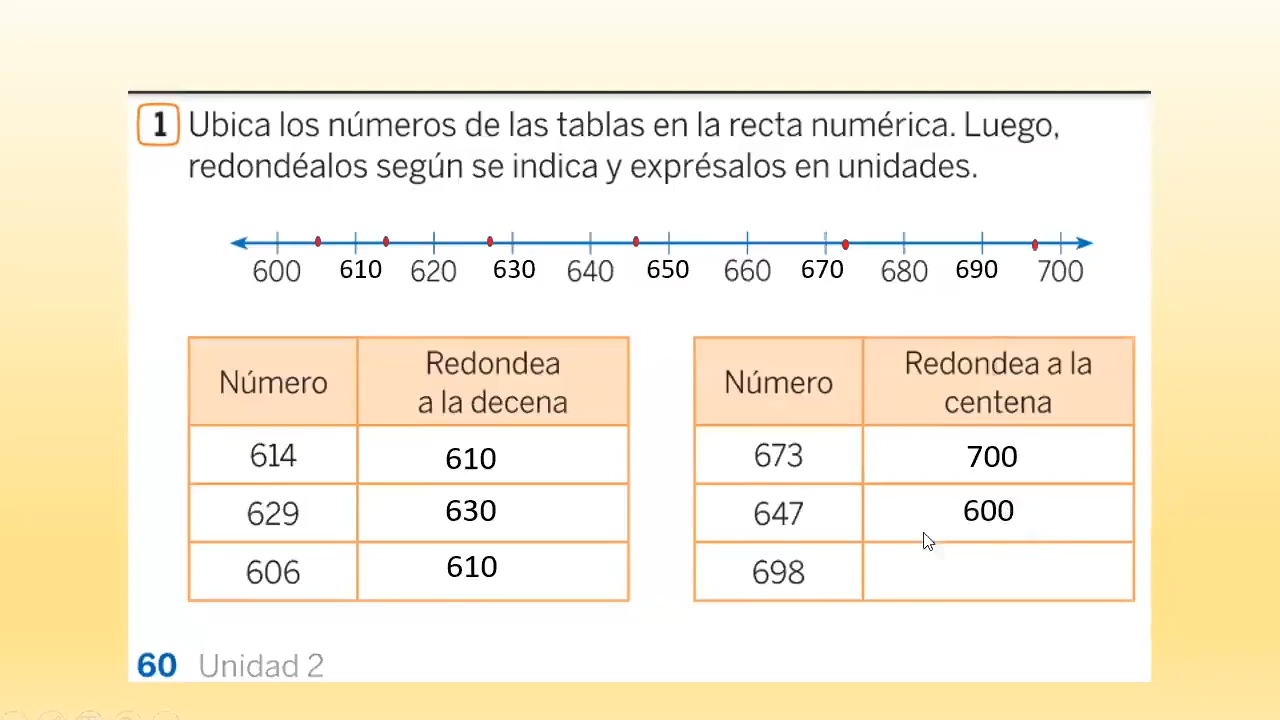 1 Ubica los números de las tablas en la recta numérica. Luego,
redondéalos según se indica y exprésalos en unidades.
600 610 620 630 640 650 660 670 680 690 700
Número Redondea
a la decena
614 610
629 630
606 610
Número Redondea a la
centena
673 700
647 600
698
60 Unidad 2